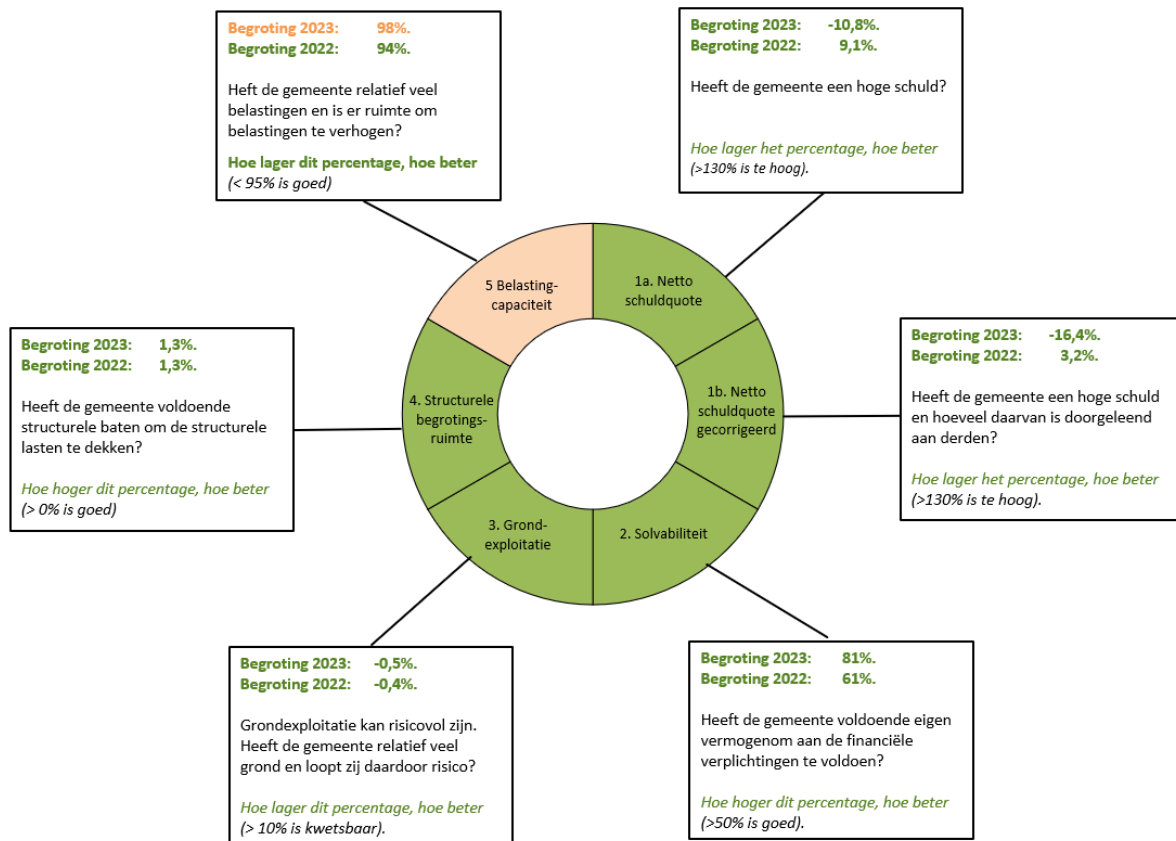 Begroting 2023: 98%.
Begroting 2022: 94%.
Heft de gemeente relatief veel
belastingen en is er ruimte om
belastingen te verhogen?
Hoe lager dit percentage, hoe beter
(< 95% is goed)
Begroting 2023: -10,8%.
Begroting 2022: 9,1%.
Heeft de gemeente een hoge schuld?
Hoe lager het percentage, hoe beter
(>130% is te hoog).
5 Belasting-
capaciteit
1a. Netto
schuldquote
1b. Netto
schuldquote
gecorrigeerd
2. Solvabiliteit
3. Grond-
exploitatie
4. Structurele
begrotings-
ruimte
Begroting 2023: 1,3%.
Begroting 2022: 1,3%.
Heeft de gemeente voldoende
structurele baten om de structurele
lasten te dekken?
Hoe hoger dit percentage, hoe beter
(> 0% is goed)
Begroting 2023: -16,4%.
Begroting 2022: 3,2%.
Heeft de gemeente een hoge schuld
en hoeveel daarvan is doorgeleend
aan derden?
Hoe lager het percentage, hoe beter
(>130% is te hoog).
Begroting 2023: -0,5%.
Begroting 2022: -0,4%.
Grondexploitatie kan risicovol zijn.
Heeft de gemeente relatief veel
grond en loopt zij daardoor risico?
Hoe lager dit percentage, hoe beter
(> 10% is kwetsbaar).
Begroting 2023: 81%.
Begroting 2022: 61%.
Heeft de gemeente voldoende eigen
vermogenom aan de financiële
verplichtingen te voldoen?
Hoe hoger dit percentage, hoe beter
(>50% is goed).